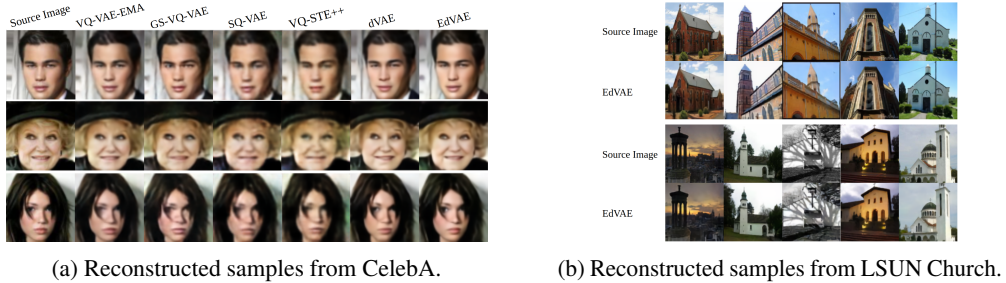 Source Image VQ-VAE-EMA GS-VQ-VAE SQ-VAE VQ-STE++ dVAE EdVAE
(a) Reconstructed samples from CelebA.
Source Image
EdVAE
Source Image
EdVAE
(b) Reconstructed samples from LSUN Church.